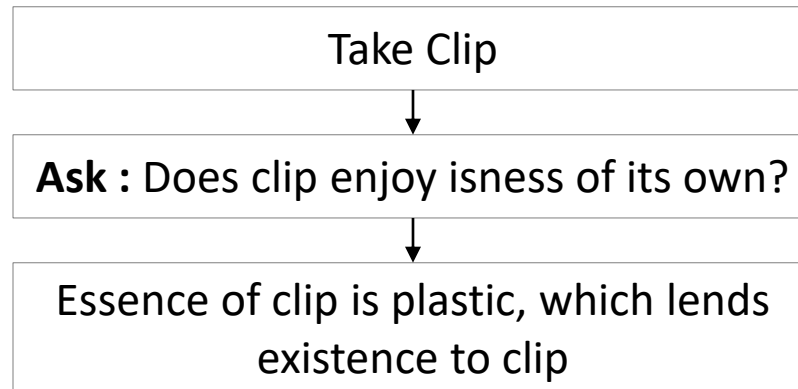 Take Clip
Ask : Does clip enjoy isness of its own?
Essence of clip is plastic, which lends
existence to clip